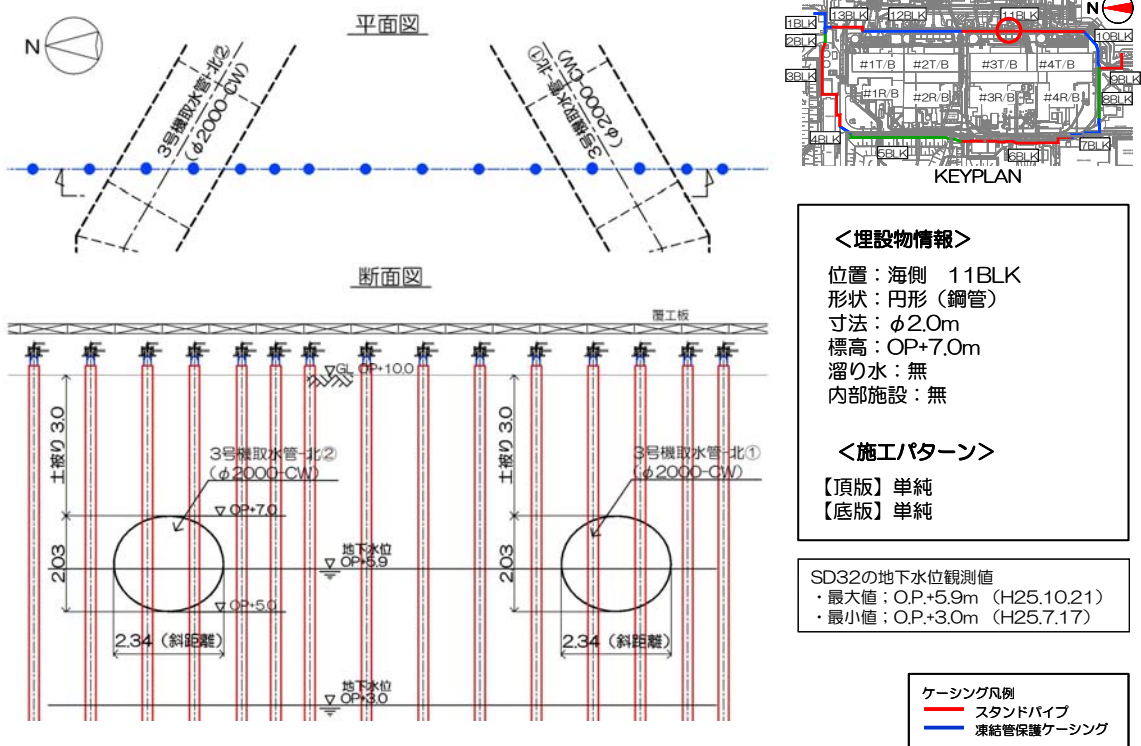 平面図
N
3号機取水管-北②
(φ2000-CW)
3号機取水管-北①
(φ2000-CW)
断面図
覆工板
GL OP+10.0
土被り 3.0
土被り 3.0
3号機取水管-北②
(φ2000-CW)
3号機取水管-北①
(φ2000-CW)
OP+7.0
地下水位
OP+5.9
2.03
2.03
OP+5.0
2.34（斜距離）
2.34（斜距離）
地下水位
OP+3.0
N
1BLK
13BLK
12BLK
11BLK
10BLK
2BLK
3BLK
#1T/B
#2T/B
#3T/B
#4T/B
9BLK
#1R/B
#2R/B
#3R/B
#4R/B
8BLK
4BLK
5BLK
6BLK
7BLK
KEYPLAN
＜埋設物情報＞
位置：海側　11BLK
形状：円形（鋼管）
寸法：φ2.0m
標高：OP+7.0m
溜り水：無
内部施設：無
＜施工パターン＞
【頂版】単純
【底版】単純
SD32の地下水位観測値
・最大値；O.P.+5.9m （H25.10.21）
・最小値；O.P.+3.0m （H25.7.17）
ケーシング凡例
スタンドパイプ
凍結管保護ケーシング